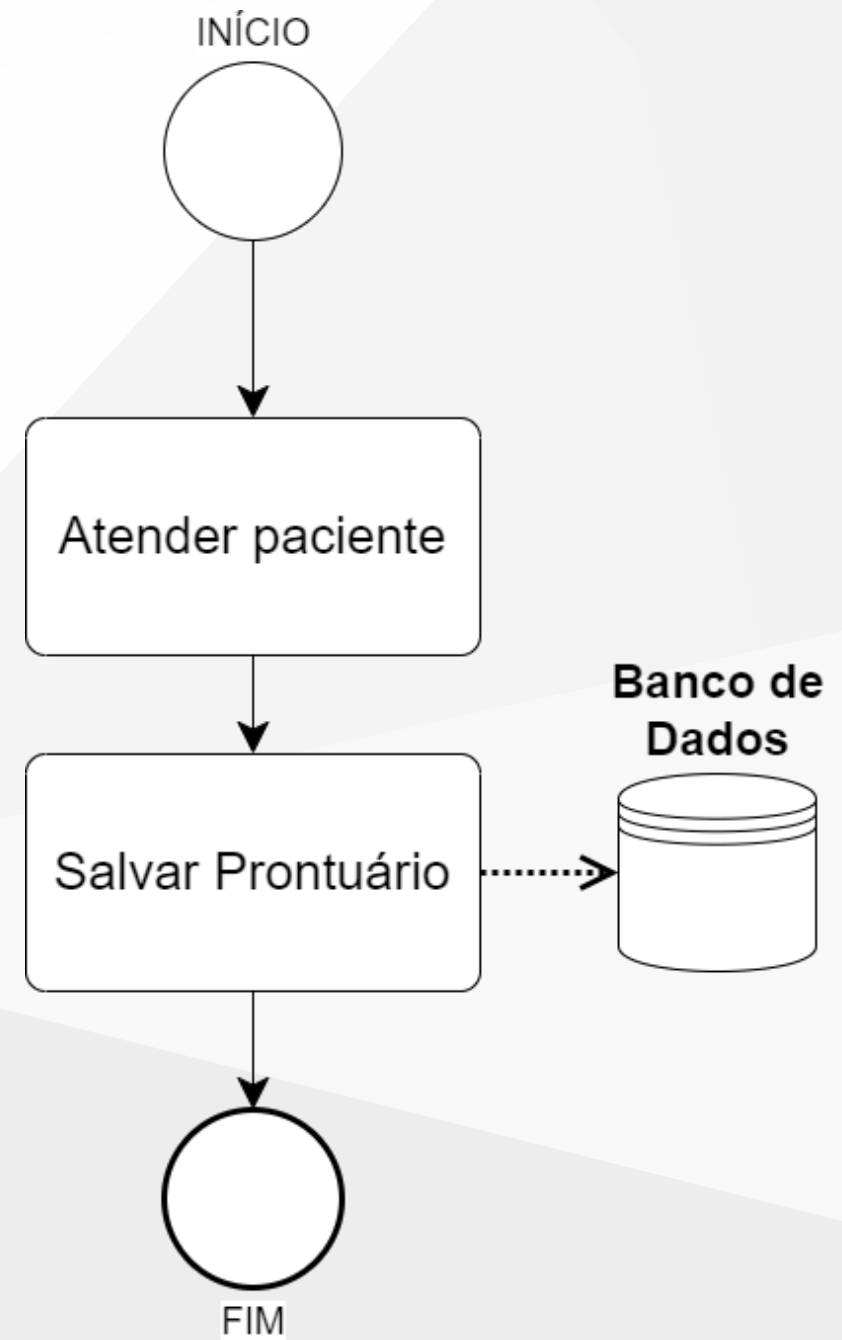 INÍCIO
Atender paciente
Banco de
Dados
Salvar Prontuário
FIM